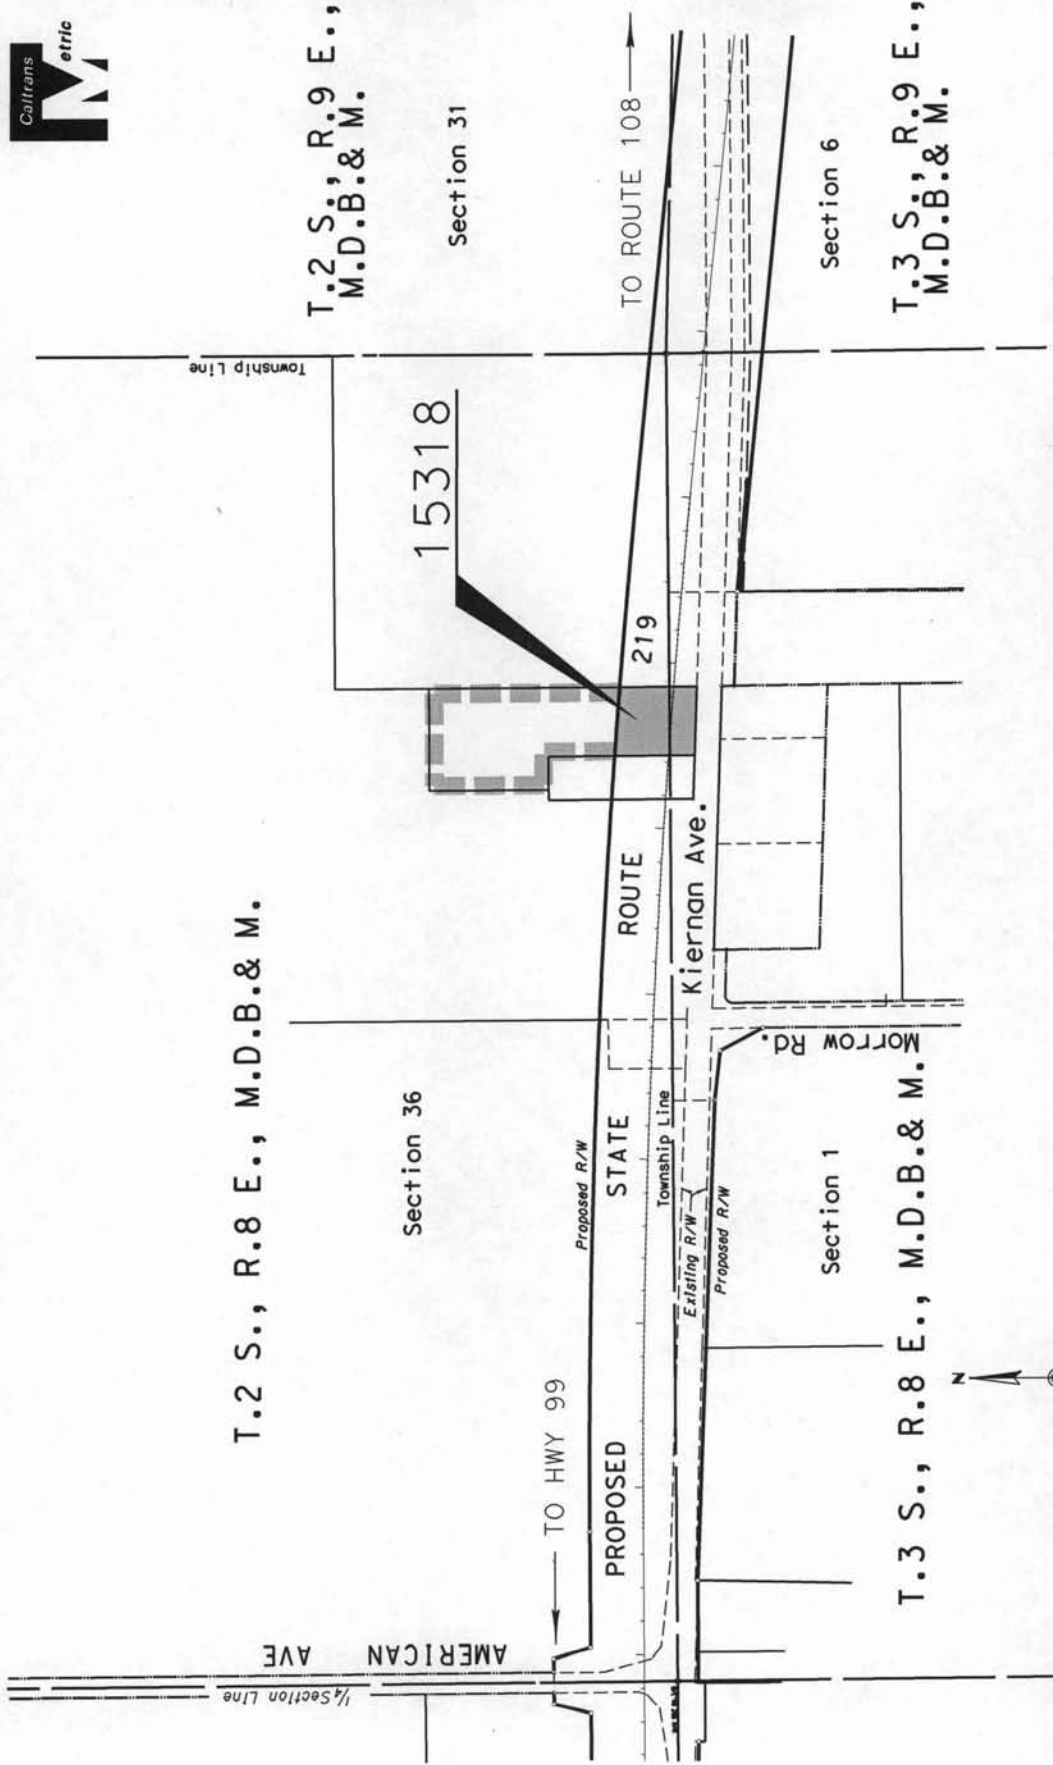 Caltrans
Metric
T.2 S., R.8 E., M.D.B.& M.
T.2 S., R.9 E.,
M.D.B.& M.
Section 36
Section 31
Township Line
15318
AMERICAN AVE
1/4 Section Line
TO HWY 99
TO ROUTE 108
Proposed R/W
PROPOSED STATE ROUTE 219
Township Line
Existing R/W
Proposed R/W
Kiernan Ave.
Morrow Rd.
Section 1
Section 6
T.3 S., R.8 E., M.D.B.& M.
T.3 S., R.9 E.,
M.D.B.& M.
N